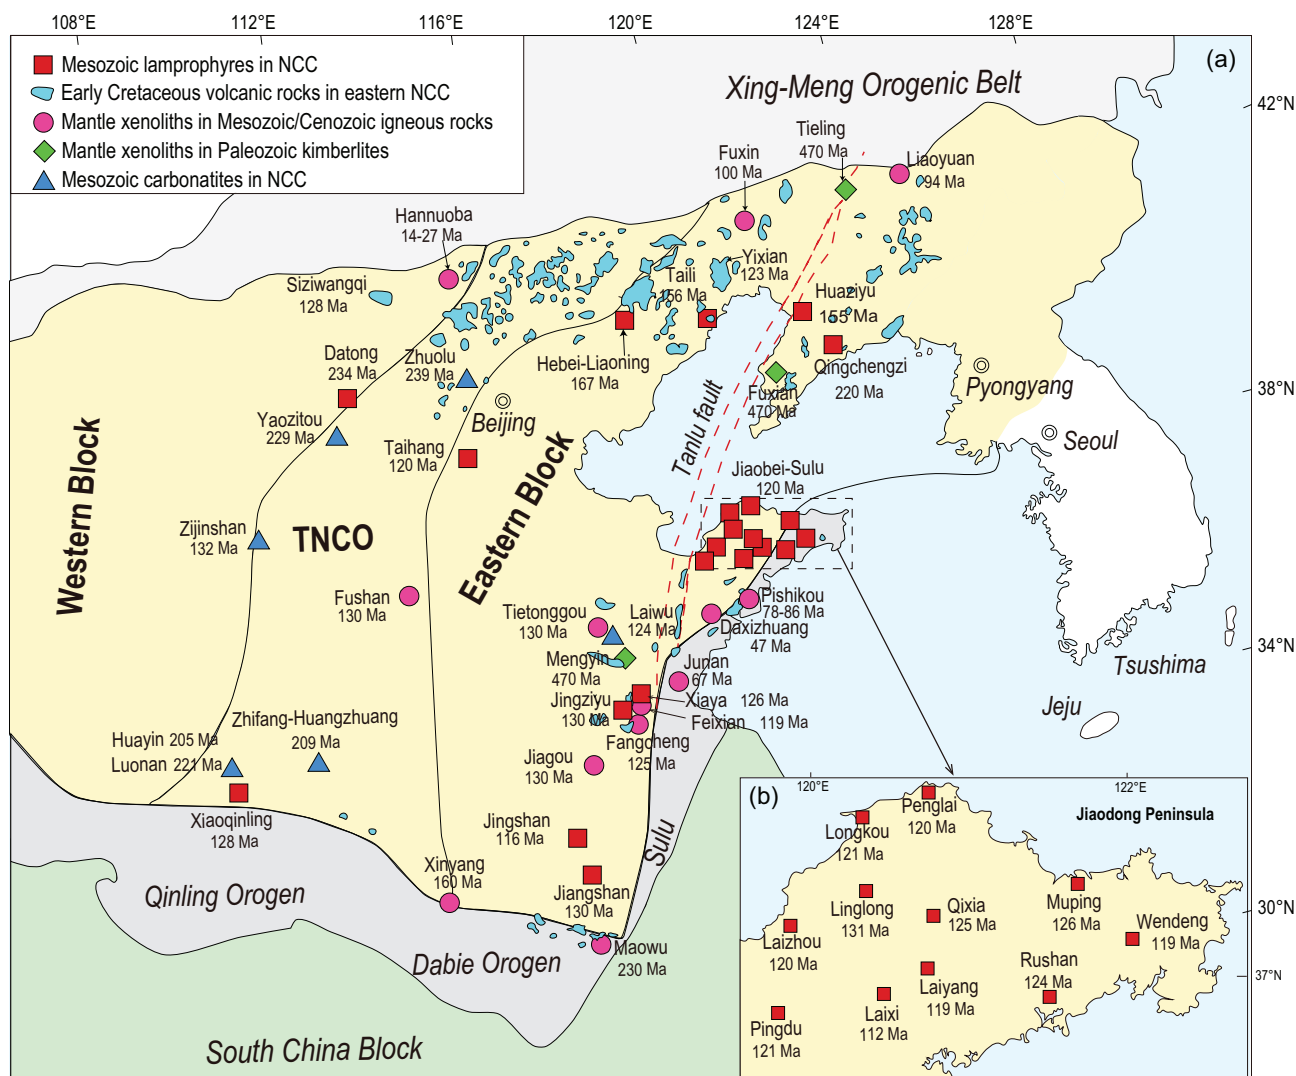 108°E 112°E 116°E 120°E 124°E 128°E
(a)
Mesozoic lamprophyres in NCC
Early Cretaceous volcanic rocks in eastern NCC
Mantle xenoliths in Mesozoic/Cenozoic igneous rocks
Mantle xenoliths in Paleozoic kimberlites
Mesozoic carbonatites in NCC
Xing-Meng Orogenic Belt
42°N
38°N
34°N
30°N
Tieling
470 Ma
Fuxin
100 Ma
Liaoyuan
94 Ma
Hannuoba
14-27 Ma
Siziwangqi
128 Ma
Yixian
123 Ma
Taili
156 Ma
Huaziyu
155 Ma
Hebei-Liaoning
167 Ma
Qingchengzi
220 Ma
Fuxian
470 Ma
Datong
234 Ma
Zhuolu
239 Ma
Beijing
Pyongyang
Seoul
Yaozitou
229 Ma
Taihang
120 Ma
Tanlu fault
Western Block
TNCO
Eastern Block
Jiaobei-Sulu
120 Ma
Zijinshan
132 Ma
Fushan
130 Ma
Tietonggou
130 Ma
Laiwu
124 Ma
Pishikou
78-86 Ma
Daxizhuang
47 Ma
Mengyin
470 Ma
Junan
67 Ma
Jingziyu
130 Ma
Xiaya 126 Ma
Feixian 119 Ma
Fangcheng
125 Ma
Tsushima
Jeju
Zhifang-Huangzhuang
209 Ma
Huayin 205 Ma
Luonan 221 Ma
Xiaoqinling
128 Ma
Jiagou
130 Ma
Jingshan
116 Ma
Jiangshan
130 Ma
Sulu
Xinyang
160 Ma
Maowu
230 Ma
Qinling Orogen
Dabie Orogen
South China Block
(b)
120°E 122°E
Jiaodong Peninsula
Penglai
120 Ma
Longkou
121 Ma
Linglong
131 Ma
Qixia
125 Ma
Muping
126 Ma
Wendeng
119 Ma
Laizhou
120 Ma
Rushan
124 Ma
37°N
Laiyang
119 Ma
Laixi
112 Ma
Pingdu
121 Ma